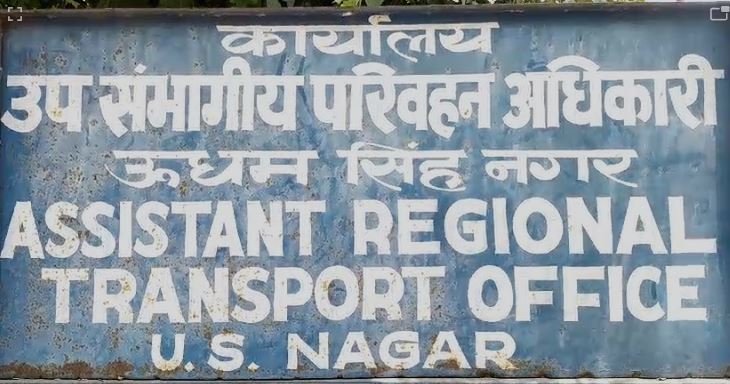 कार्यालय
उप संभागीय परिवहन अधिकारी
ऊधम सिंह नगर
ASSISTANT REGIONAL
TRANSPORT OFFICE
U.S. NAGAR